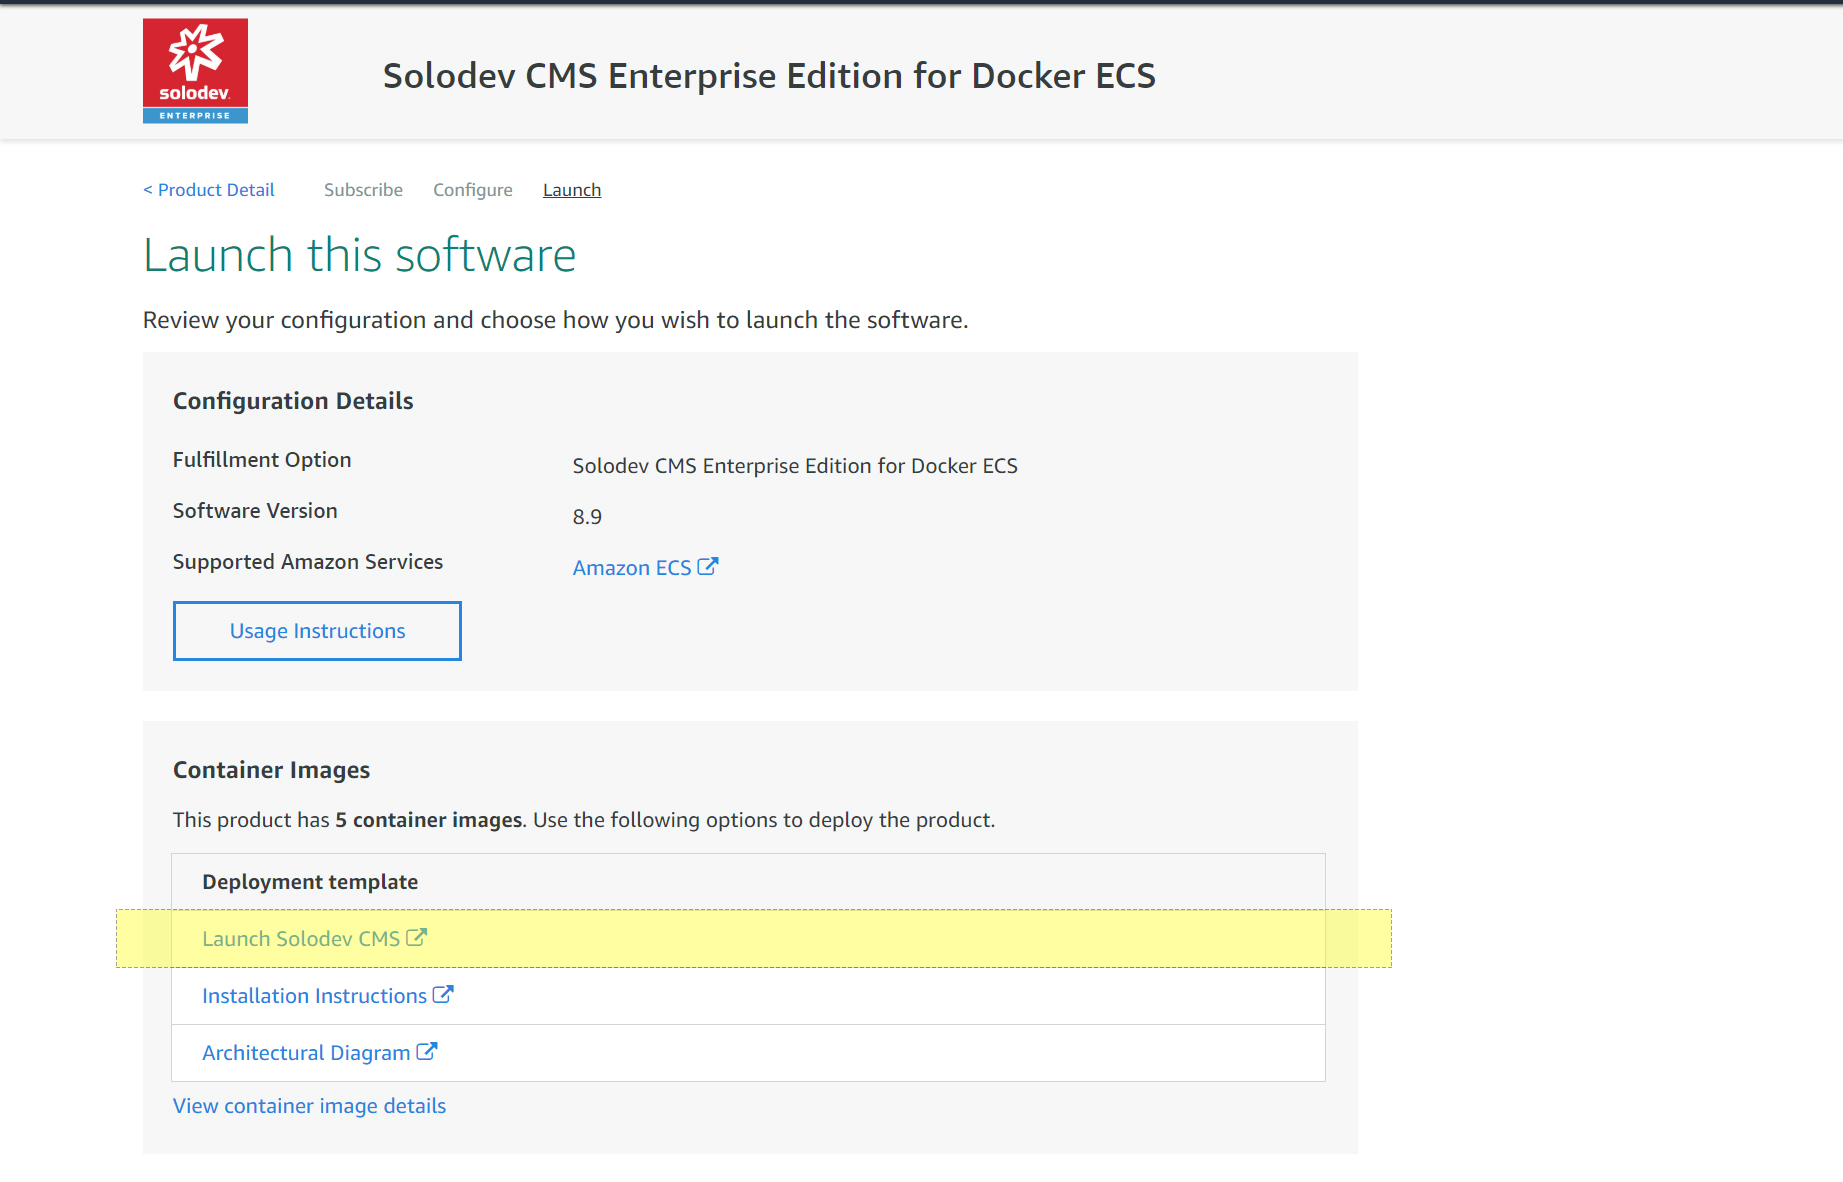 solodev
ENTERPRISE
Solodev CMS Enterprise Edition for Docker ECS
< Product Detail Subscribe Configure Launch
Launch this software
Review your configuration and choose how you wish to launch the software.
Configuration Details
Fulfillment Option Solodev CMS Enterprise Edition for Docker ECS
Software Version 8.9
Supported Amazon Services Amazon ECS
Usage Instructions
Container Images
This product has 5 container images. Use the following options to deploy the product.
Deployment template
Launch Solodev CMS
Installation Instructions
Architectural Diagram
View container image details